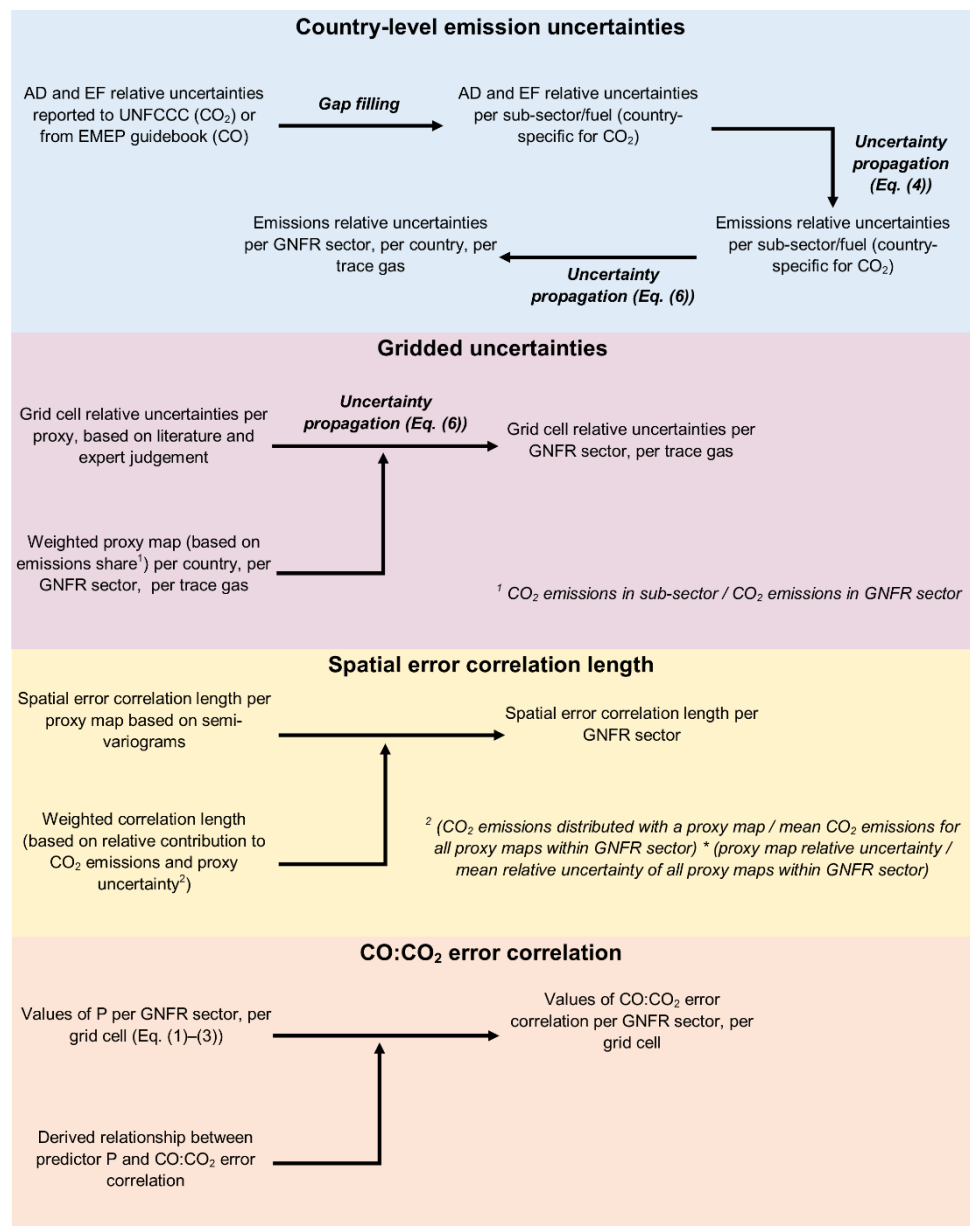 Country-level emission uncertainties
AD and EF relative uncertainties
reported to UNFCCC (CO₂) or
from EMEP guidebook (CO)
Gap filling
AD and EF relative uncertainties
per sub-sector/fuel (country-
specific for CO₂)
Uncertainty
propagation
(Eq. (4))
Emissions relative uncertainties
per sub-sector/fuel (country-
specific for CO₂)
Uncertainty
propagation (Eq. (6))
Emissions relative uncertainties
per GNFR sector, per country, per
trace gas
Gridded uncertainties
Grid cell relative uncertainties per
proxy, based on literature and
expert judgement
Uncertainty
propagation (Eq. (6))
Grid cell relative uncertainties per
GNFR sector, per trace gas
Weighted proxy map (based on
emissions share¹) per country, per
GNFR sector, per trace gas
¹ CO₂ emissions in sub-sector / CO₂ emissions in GNFR sector
Spatial error correlation length
Spatial error correlation length per
proxy map based on semi-
variograms
Spatial error correlation length per
GNFR sector
Weighted correlation length
(based on relative contribution to
CO₂ emissions and proxy
uncertainty²)
² (CO₂ emissions distributed with a proxy map / mean CO₂ emissions for
all proxy maps within GNFR sector) * (proxy map relative uncertainty /
mean relative uncertainty of all proxy maps within GNFR sector)
CO:CO₂ error correlation
Values of P per GNFR sector, per
grid cell (Eq. (1)–(3))
Values of CO:CO₂ error
correlation per GNFR sector, per
grid cell
Derived relationship between
predictor P and CO:CO₂ error
correlation